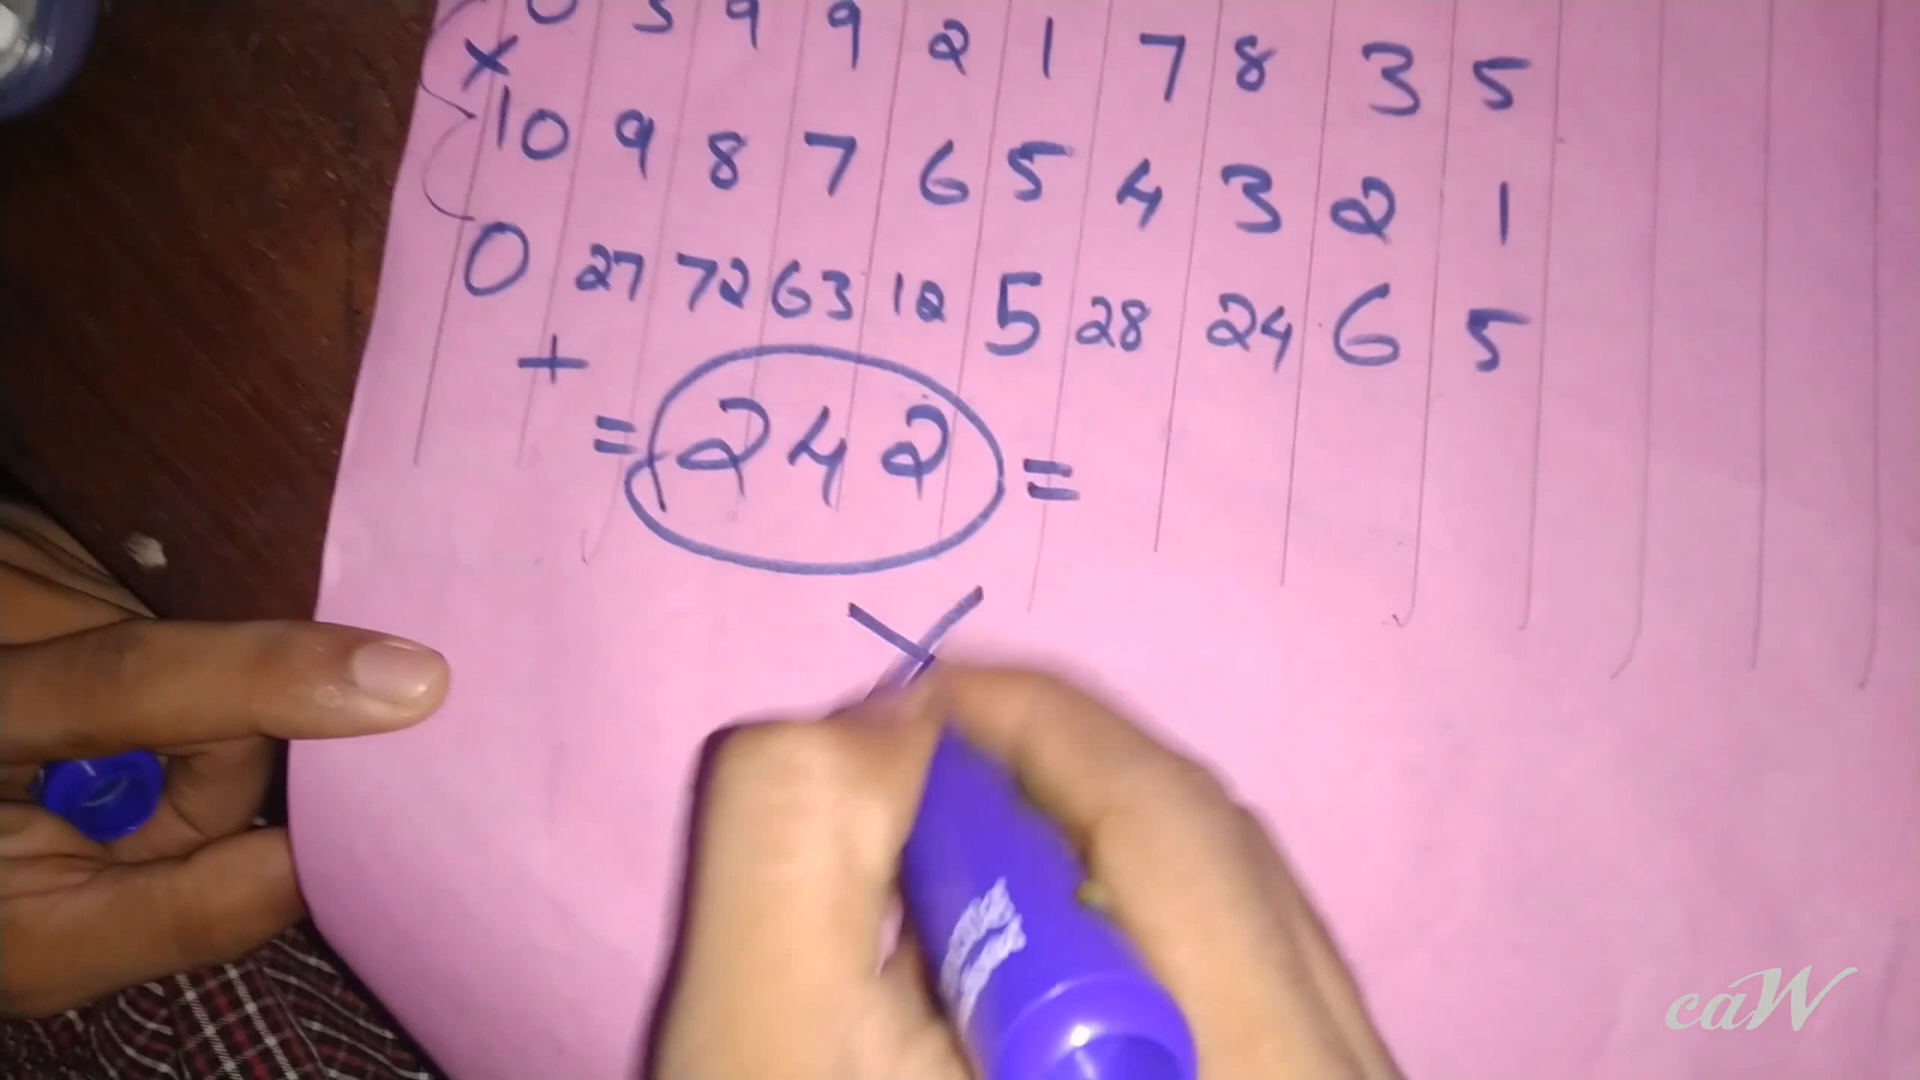 0 3 9 9 2 1 7 8 3 5
×
10 9 8 7 6 5 4 3 2 1
0 27 72 63 12 5 28 24 6 5
+
= 242 =
caW